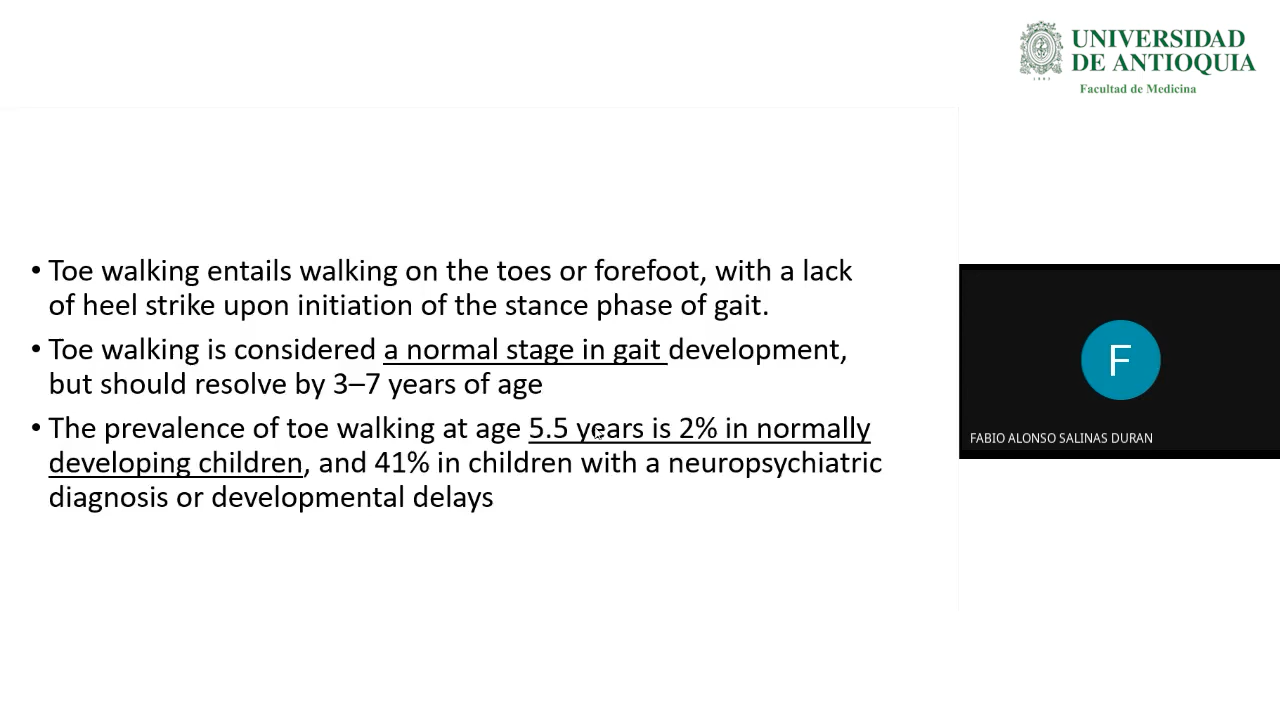 UNIVERSIDAD
DE ANTIOQUIA
1803
Facultad de Medicina
• Toe walking entails walking on the toes or forefoot, with a lack
of heel strike upon initiation of the stance phase of gait.
• Toe walking is considered a normal stage in gait development,
but should resolve by 3–7 years of age
• The prevalence of toe walking at age 5.5 years is 2% in normally
developing children, and 41% in children with a neuropsychiatric
diagnosis or developmental delays
F
FABIO ALONSO SALINAS DURAN